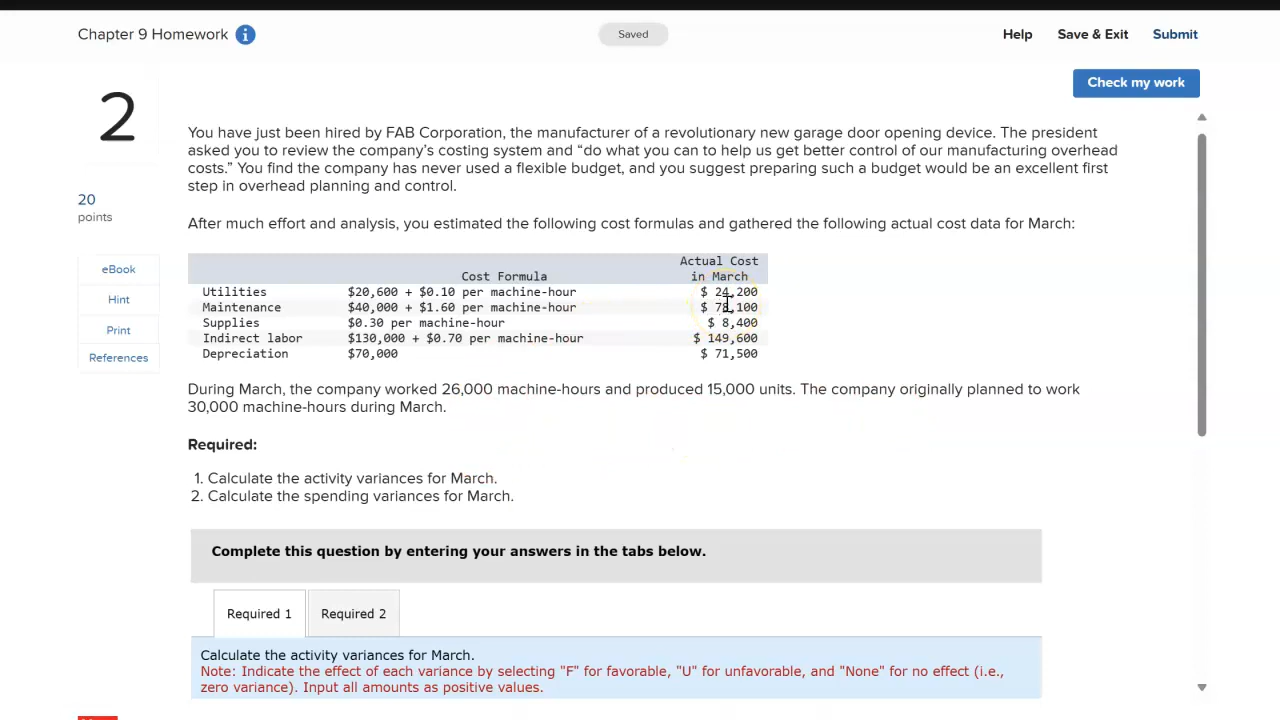 Chapter 9 Homework i
Saved
Help Save & Exit Submit
Check my work
2
20
points
eBook
Hint
Print
References
You have just been hired by FAB Corporation, the manufacturer of a revolutionary new garage door opening device. The president
asked you to review the company’s costing system and “do what you can to help us get better control of our manufacturing overhead
costs.” You find the company has never used a flexible budget, and you suggest preparing such a budget would be an excellent first
step in overhead planning and control.
After much effort and analysis, you estimated the following cost formulas and gathered the following actual cost data for March:
Actual Cost
Cost Formula in March
Utilities $20,600 + $0.10 per machine-hour $ 24,200
Maintenance $40,000 + $1.60 per machine-hour $ 78,100
Supplies $0.30 per machine-hour $ 8,400
Indirect labor $130,000 + $0.70 per machine-hour $ 149,600
Depreciation $70,000 $ 71,500
During March, the company worked 26,000 machine-hours and produced 15,000 units. The company originally planned to work
30,000 machine-hours during March.
Required:
1. Calculate the activity variances for March.
2. Calculate the spending variances for March.
Complete this question by entering your answers in the tabs below.
Required 1 Required 2
Calculate the activity variances for March.
Note: Indicate the effect of each variance by selecting "F" for favorable, "U" for unfavorable, and "None" for no effect (i.e.,
zero variance). Input all amounts as positive values.